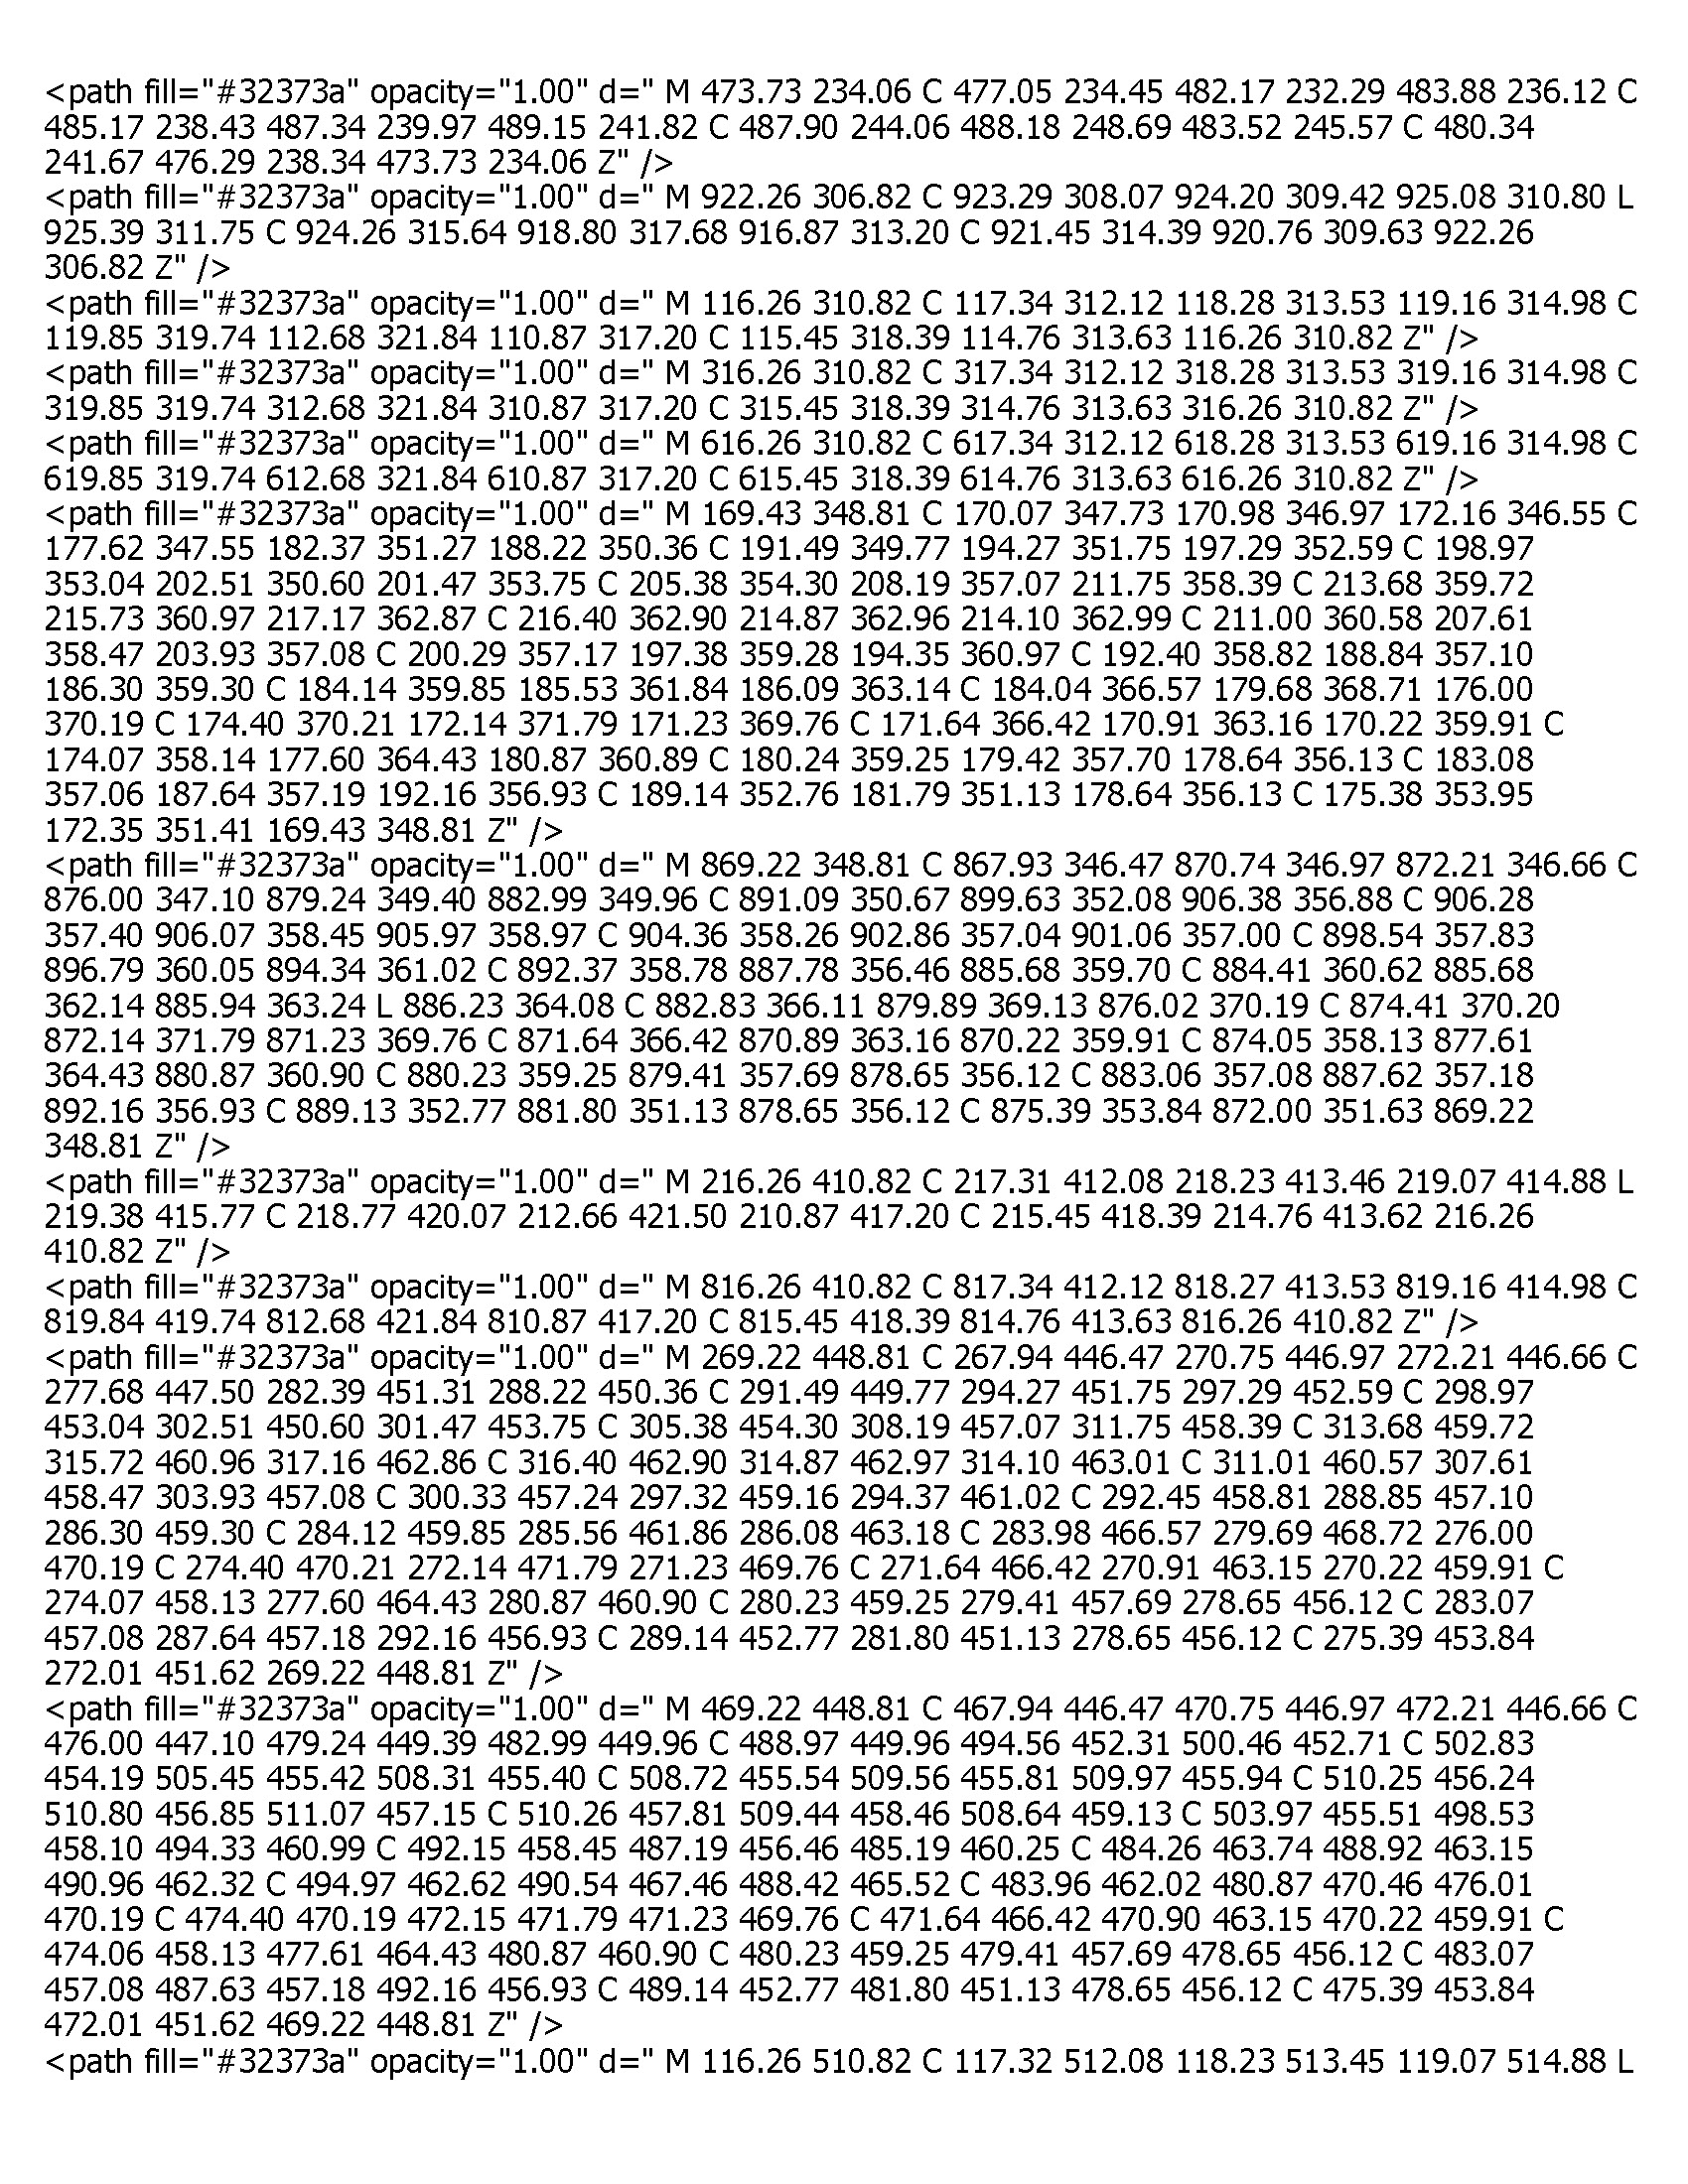 <path fill="#32373a" opacity="1.00" d=" M 473.73 234.06 C 477.05 234.45 482.17 232.29 483.88 236.12 C
485.17 238.43 487.34 239.97 489.15 241.82 C 487.90 244.06 488.18 248.69 483.52 245.57 C 480.34
241.67 476.29 238.34 473.73 234.06 Z" />
<path fill="#32373a" opacity="1.00" d=" M 922.26 306.82 C 923.29 308.07 924.20 309.42 925.08 310.80 L
925.39 311.75 C 924.26 315.64 918.80 317.68 916.87 313.20 C 921.45 314.39 920.76 309.63 922.26
306.82 Z" />
<path fill="#32373a" opacity="1.00" d=" M 116.26 310.82 C 117.34 312.12 118.28 313.53 119.16 314.98 C
119.85 319.74 112.68 321.84 110.87 317.20 C 115.45 318.39 114.76 313.63 116.26 310.82 Z" />
<path fill="#32373a" opacity="1.00" d=" M 316.26 310.82 C 317.34 312.12 318.28 313.53 319.16 314.98 C
319.85 319.74 312.68 321.84 310.87 317.20 C 315.45 318.39 314.76 313.63 316.26 310.82 Z" />
<path fill="#32373a" opacity="1.00" d=" M 616.26 310.82 C 617.34 312.12 618.28 313.53 619.16 314.98 C
619.85 319.74 612.68 321.84 610.87 317.20 C 615.45 318.39 614.76 313.63 616.26 310.82 Z" />
<path fill="#32373a" opacity="1.00" d=" M 169.43 348.81 C 170.07 347.73 170.98 346.97 172.16 346.55 C
177.62 347.55 182.37 351.27 188.22 350.36 C 191.49 349.77 194.27 351.75 197.29 352.59 C 198.97
353.04 202.51 350.60 201.47 353.75 C 205.38 354.30 208.19 357.07 211.75 358.39 C 213.68 359.72
215.73 360.97 217.17 362.87 C 216.40 362.90 214.87 362.96 214.10 362.99 C 211.00 360.58 207.61
358.47 203.93 357.08 C 200.29 357.17 197.38 359.28 194.35 360.97 C 192.40 358.82 188.84 357.10
186.30 359.30 C 184.14 359.85 185.53 361.84 186.09 363.14 C 184.04 366.57 179.68 368.71 176.00
370.19 C 174.40 370.21 172.14 371.79 171.23 369.76 C 171.64 366.42 170.91 363.16 170.22 359.91 C
174.07 358.14 177.60 364.43 180.87 360.89 C 180.24 359.25 179.42 357.70 178.64 356.13 C 183.08
357.06 187.64 357.19 192.16 356.93 C 189.14 352.76 181.79 351.13 178.64 356.13 C 175.38 353.95
172.35 351.41 169.43 348.81 Z" />
<path fill="#32373a" opacity="1.00" d=" M 869.22 348.81 C 867.93 346.47 870.74 346.97 872.21 346.66 C
876.00 347.10 879.24 349.40 882.99 349.96 C 891.09 350.67 899.63 352.08 906.38 356.88 C 906.28
357.40 906.07 358.45 905.97 358.97 C 904.36 358.26 902.86 357.04 901.06 357.00 C 898.54 357.83
896.79 360.05 894.34 361.02 C 892.37 358.78 887.78 356.46 885.68 359.70 C 884.41 360.62 885.68
362.14 885.94 363.24 L 886.23 364.08 C 882.83 366.11 879.89 369.13 876.02 370.19 C 874.41 370.20
872.14 371.79 871.23 369.76 C 871.64 366.42 870.89 363.16 870.22 359.91 C 874.05 358.13 877.61
364.43 880.87 360.90 C 880.23 359.25 879.41 357.69 878.65 356.12 C 883.06 357.08 887.62 357.18
892.16 356.93 C 889.13 352.77 881.80 351.13 878.65 356.12 C 875.39 353.84 872.00 351.63 869.22
348.81 Z" />
<path fill="#32373a" opacity="1.00" d=" M 216.26 410.82 C 217.31 412.08 218.23 413.46 219.07 414.88 L
219.38 415.77 C 218.77 420.07 212.66 421.50 210.87 417.20 C 215.45 418.39 214.76 413.62 216.26
410.82 Z" />
<path fill="#32373a" opacity="1.00" d=" M 816.26 410.82 C 817.34 412.12 818.27 413.53 819.16 414.98 C
819.84 419.74 812.68 421.84 810.87 417.20 C 815.45 418.39 814.76 413.63 816.26 410.82 Z" />
<path fill="#32373a" opacity="1.00" d=" M 269.22 448.81 C 267.94 446.47 270.75 446.97 272.21 446.66 C
277.68 447.50 282.39 451.31 288.22 450.36 C 291.49 449.77 294.27 451.75 297.29 452.59 C 298.97
453.04 302.51 450.60 301.47 453.75 C 305.38 454.30 308.19 457.07 311.75 458.39 C 313.68 459.72
315.72 460.96 317.16 462.86 C 316.40 462.90 314.87 462.97 314.10 463.01 C 311.01 460.57 307.61
458.47 303.93 457.08 C 300.33 457.24 297.32 459.16 294.37 461.02 C 292.45 458.81 288.85 457.10
286.30 459.30 C 284.12 459.85 285.56 461.86 286.08 463.18 C 283.98 466.57 279.69 468.72 276.00
470.19 C 274.40 470.21 272.14 471.79 271.23 469.76 C 271.64 466.42 270.91 463.15 270.22 459.91 C
274.07 458.13 277.60 464.43 280.87 460.90 C 280.23 459.25 279.41 457.69 278.65 456.12 C 283.07
457.08 287.64 457.18 292.16 456.93 C 289.14 452.77 281.80 451.13 278.65 456.12 C 275.39 453.84
272.01 451.62 269.22 448.81 Z" />
<path fill="#32373a" opacity="1.00" d=" M 469.22 448.81 C 467.94 446.47 470.75 446.97 472.21 446.66 C
476.00 447.10 479.24 449.39 482.99 449.96 C 488.97 449.96 494.56 452.31 500.46 452.71 C 502.83
454.19 505.45 455.42 508.31 455.40 C 508.72 455.54 509.56 455.81 509.97 455.94 C 510.25 456.24
510.80 456.85 511.07 457.15 C 510.26 457.81 509.44 458.46 508.64 459.13 C 503.97 455.51 498.53
458.10 494.33 460.99 C 492.15 458.45 487.19 456.46 485.19 460.25 C 484.26 463.74 488.92 463.15
490.96 462.32 C 494.97 462.62 490.54 467.46 488.42 465.52 C 483.96 462.02 480.87 470.46 476.01
470.19 C 474.40 470.19 472.15 471.79 471.23 469.76 C 471.64 466.42 470.90 463.15 470.22 459.91 C
474.06 458.13 477.61 464.43 480.87 460.90 C 480.23 459.25 479.41 457.69 478.65 456.12 C 483.07
457.08 487.63 457.18 492.16 456.93 C 489.14 452.77 481.80 451.13 478.65 456.12 C 475.39 453.84
472.01 451.62 469.22 448.81 Z" />
<path fill="#32373a" opacity="1.00" d=" M 116.26 510.82 C 117.32 512.08 118.23 513.45 119.07 514.88 L